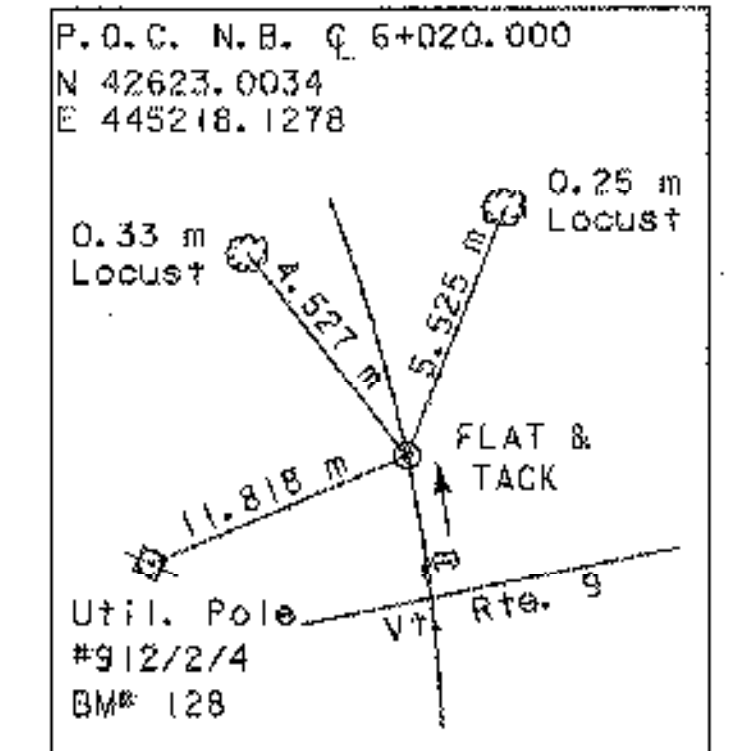 P.O.C. N.B. ℄ 6+020.000
N 42623.0034
E 445218.1278
0.25 m
Locust
0.33 m
Locust
4.527 m
5.525 m
FLAT &
TACK
11.818 m
Util. Pole
#912/2/4
BM# 128
Vt. Rte. 9